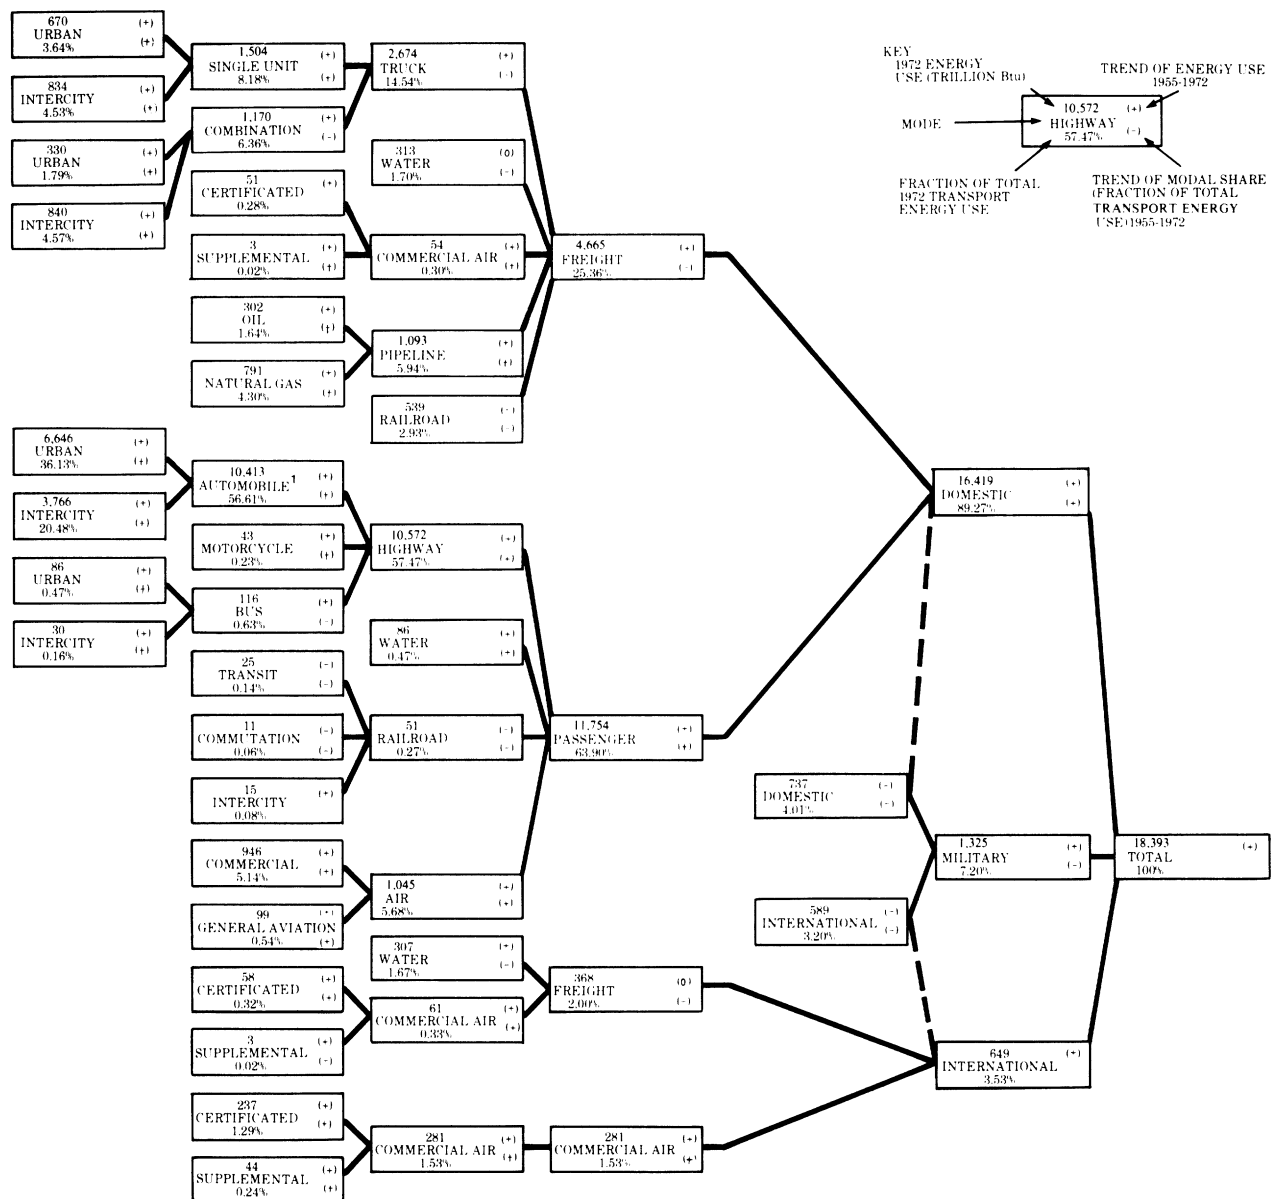 KEY
1972 ENERGY
USE (TRILLION Btu)
TREND OF ENERGY USE
1955-1972
10,572 (+)
HIGHWAY
57.47% (-)
MODE
FRACTION OF TOTAL
1972 TRANSPORT
ENERGY USE
TREND OF MODAL SHARE
(FRACTION OF TOTAL
TRANSPORT ENERGY
USE) 1955-1972
670 (+)
URBAN
3.64% (+)
834 (+)
INTERCITY
4.53% (+)
330 (+)
URBAN
1.79% (+)
840 (+)
INTERCITY
4.57% (+)
1,504 (+)
SINGLE UNIT
8.18% (+)
1,170 (+)
COMBINATION
6.36% (-)
51 (+)
CERTIFICATED
0.28%
3 (+)
SUPPLEMENTAL
0.02% (+)
302 (+)
OIL
1.64% (+)
791 (+)
NATURAL GAS
4.30% (+)
2,674 (+)
TRUCK
14.54% (-)
313 (0)
WATER
1.70% (-)
54 (+)
COMMERCIAL AIR
0.30% (+)
1,093 (+)
PIPELINE
5.94% (+)
539 (-)
RAILROAD
2.93% (-)
4,665 (+)
FREIGHT
25.36% (-)
6,646 (+)
URBAN
36.13% (+)
3,766 (+)
INTERCITY
20.48% (+)
86 (+)
URBAN
0.47% (+)
30 (+)
INTERCITY
0.16% (+)
10,413 (+)
AUTOMOBILE1
56.61% (+)
43 (+)
MOTORCYCLE
0.23% (+)
116 (+)
BUS
0.63% (-)
25 (-)
TRANSIT
0.14% (-)
11 (-)
COMMUTATION
0.06% (-)
15 (+)
INTERCITY
0.08%
946 (+)
COMMERCIAL
5.14% (+)
99 (+)
GENERAL AVIATION
0.54% (+)
10,572 (+)
HIGHWAY
57.47% (+)
86 (+)
WATER
0.47% (+)
51 (-)
RAILROAD
0.27% (-)
1,045 (+)
AIR
5.68% (+)
11,754 (+)
PASSENGER
63.90% (+)
58 (+)
CERTIFICATED
0.32% (+)
3 (+)
SUPPLEMENTAL
0.02% (-)
237 (+)
CERTIFICATED
1.29% (+)
44 (+)
SUPPLEMENTAL
0.24% (+)
307 (+)
WATER
1.67% (-)
61 (+)
COMMERCIAL AIR
0.33% (+)
281 (+)
COMMERCIAL AIR
1.53% (+)
368 (0)
FREIGHT
2.00% (-)
281 (+)
COMMERCIAL AIR
1.53% (+)
16,419 (+)
DOMESTIC
89.27% (+)
737 (-)
DOMESTIC
4.01% (-)
589 (-)
INTERNATIONAL
3.20% (-)
1,325 (+)
MILITARY
7.20% (-)
649 (+)
INTERNATIONAL
3.53%
18,393 (+)
TOTAL
100%